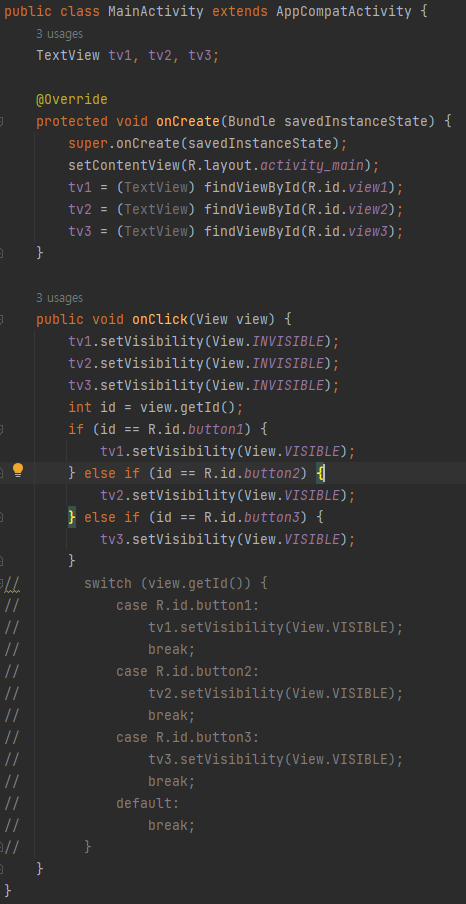 public class MainActivity extends AppCompatActivity {
3 usages
TextView tv1, tv2, tv3;
@Override
protected void onCreate(Bundle savedInstanceState) {
super.onCreate(savedInstanceState);
setContentView(R.layout.activity_main);
tv1 = (TextView) findViewById(R.id.view1);
tv2 = (TextView) findViewById(R.id.view2);
tv3 = (TextView) findViewById(R.id.view3);
}
3 usages
public void onClick(View view) {
tv1.setVisibility(View.INVISIBLE);
tv2.setVisibility(View.INVISIBLE);
tv3.setVisibility(View.INVISIBLE);
int id = view.getId();
if (id == R.id.button1) {
tv1.setVisibility(View.VISIBLE);
} else if (id == R.id.button2) {
tv2.setVisibility(View.VISIBLE);
} else if (id == R.id.button3) {
tv3.setVisibility(View.VISIBLE);
}
// switch (view.getId()) {
// case R.id.button1:
// tv1.setVisibility(View.VISIBLE);
// break;
// case R.id.button2:
// tv2.setVisibility(View.VISIBLE);
// break;
// case R.id.button3:
// tv3.setVisibility(View.VISIBLE);
// break;
// default:
// break;
// }
}
}